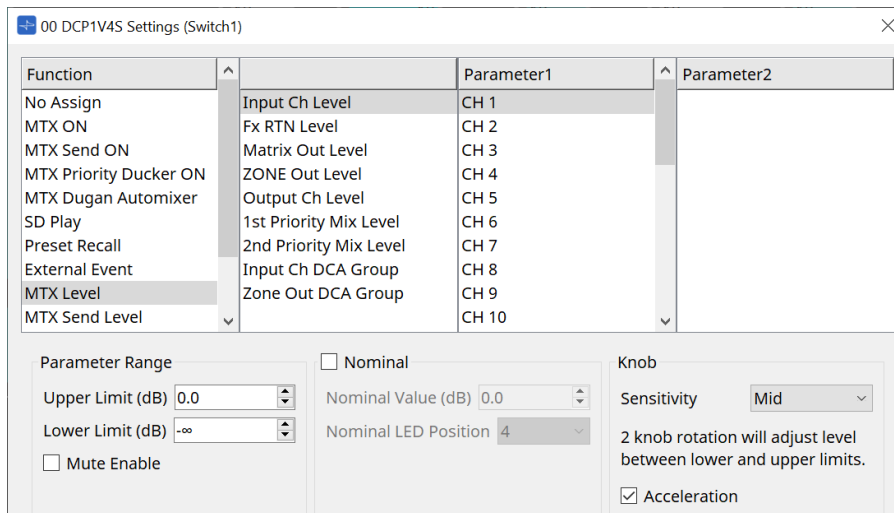 00 DCP1V4S Settings (Switch1)
Function
Parameter1
Parameter2
No Assign
MTX ON
MTX Send ON
MTX Priority Ducker ON
MTX Dugan Automixer
SD Play
Preset Recall
External Event
MTX Level
MTX Send Level
Input Ch Level
Fx RTN Level
Matrix Out Level
ZONE Out Level
Output Ch Level
1st Priority Mix Level
2nd Priority Mix Level
Input Ch DCA Group
Zone Out DCA Group
CH 1
CH 2
CH 3
CH 4
CH 5
CH 6
CH 7
CH 8
CH 9
CH 10
Parameter Range
Upper Limit (dB) 0.0
Lower Limit (dB) -∞
Mute Enable
Nominal
Nominal Value (dB) 0.0
Nominal LED Position 4
Knob
Sensitivity Mid
2 knob rotation will adjust level
between lower and upper limits.
Acceleration